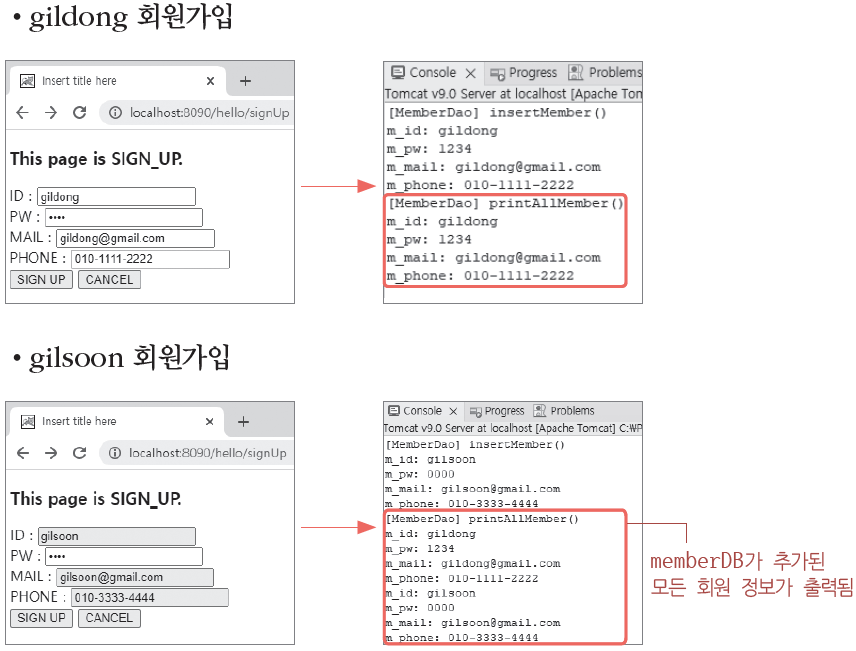 • gildong 회원가입
Insert title here
localhost:8090/hello/signUp
This page is SIGN_UP.
ID : gildong
PW : ••••
MAIL : gildong@gmail.com
PHONE : 010-1111-2222
SIGN UP CANCEL
Console Progress Problems
Tomcat v9.0 Server at localhost [Apache Tom
[MemberDao] insertMember()
m_id: gildong
m_pw: 1234
m_mail: gildong@gmail.com
m_phone: 010-1111-2222
[MemberDao] printAllMember()
m_id: gildong
m_pw: 1234
m_mail: gildong@gmail.com
m_phone: 010-1111-2222
• gilsoon 회원가입
Insert title here
localhost:8090/hello/signUp
This page is SIGN_UP.
ID : gilsoon
PW : ••••
MAIL : gilsoon@gmail.com
PHONE : 010-3333-4444
SIGN UP CANCEL
Console Progress Problems
Tomcat v9.0 Server at localhost [Apache Tomcat] C:₩P
[MemberDao] insertMember()
m_id: gilsoon
m_pw: 0000
m_mail: gilsoon@gmail.com
m_phone: 010-3333-4444
[MemberDao] printAllMember()
m_id: gildong
m_pw: 1234
m_mail: gildong@gmail.com
m_phone: 010-1111-2222
m_id: gilsoon
m_pw: 0000
m_mail: gilsoon@gmail.com
m_phone: 010-3333-4444
memberDB가 추가된
모든 회원 정보가 출력됨